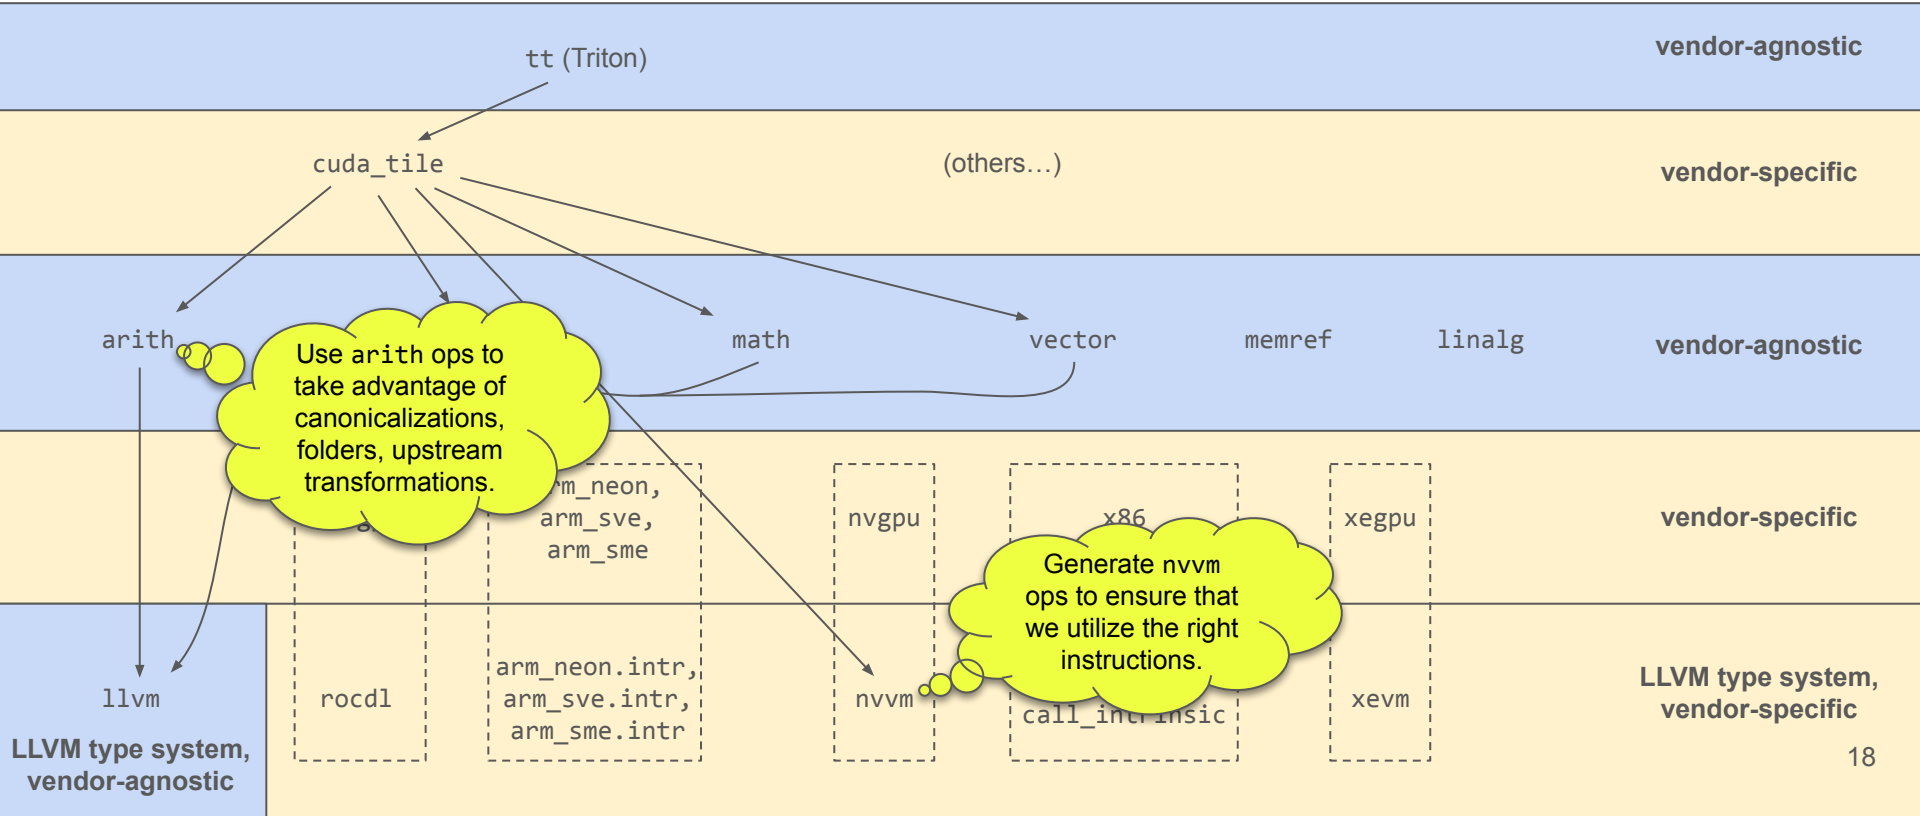 tt (Triton)
vendor-agnostic
cuda_tile
(others…)
vendor-specific
arith
math
vector
memref
linalg
vendor-agnostic
Use arith ops to
take advantage of
canonicalizations,
folders, upstream
transformations.
arm_sve,
arm_sme
nvgpu
x86
xegpu
vendor-specific
Generate nvvm
ops to ensure that
we utilize the right
instructions.
llvm
LLVM type system,
vendor-agnostic
rocdl
arm_neon.intr,
arm_sve.intr,
arm_sme.intr
nvvm
call_intrinsic
xevm
LLVM type system,
vendor-specific
18